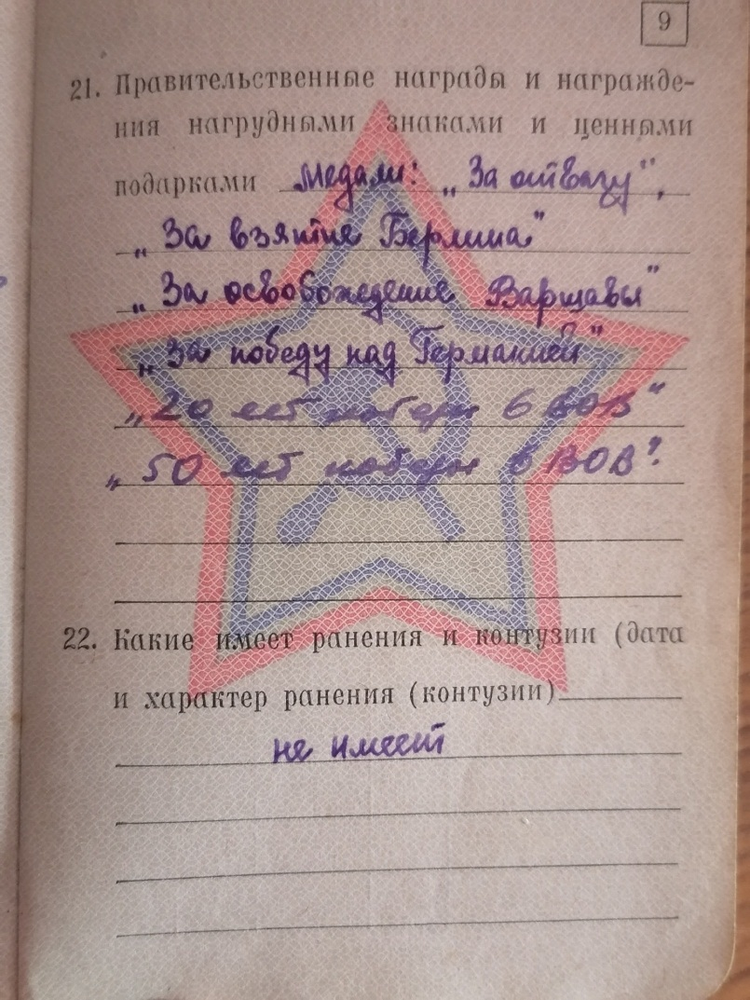 9
21. Правительственные награды и награжде-
ния нагрудными знаками и ценными
подарками Медали: „За отвагу",
„За взятие Берлина"
„За освобождение Варшавы"
„За победу над Германией"
„20 лет победы в ВОВ"
„50 лет победы в ВОВ".
22. Какие имеет ранения и контузии (дата
и характер ранения (контузии)
не имеет